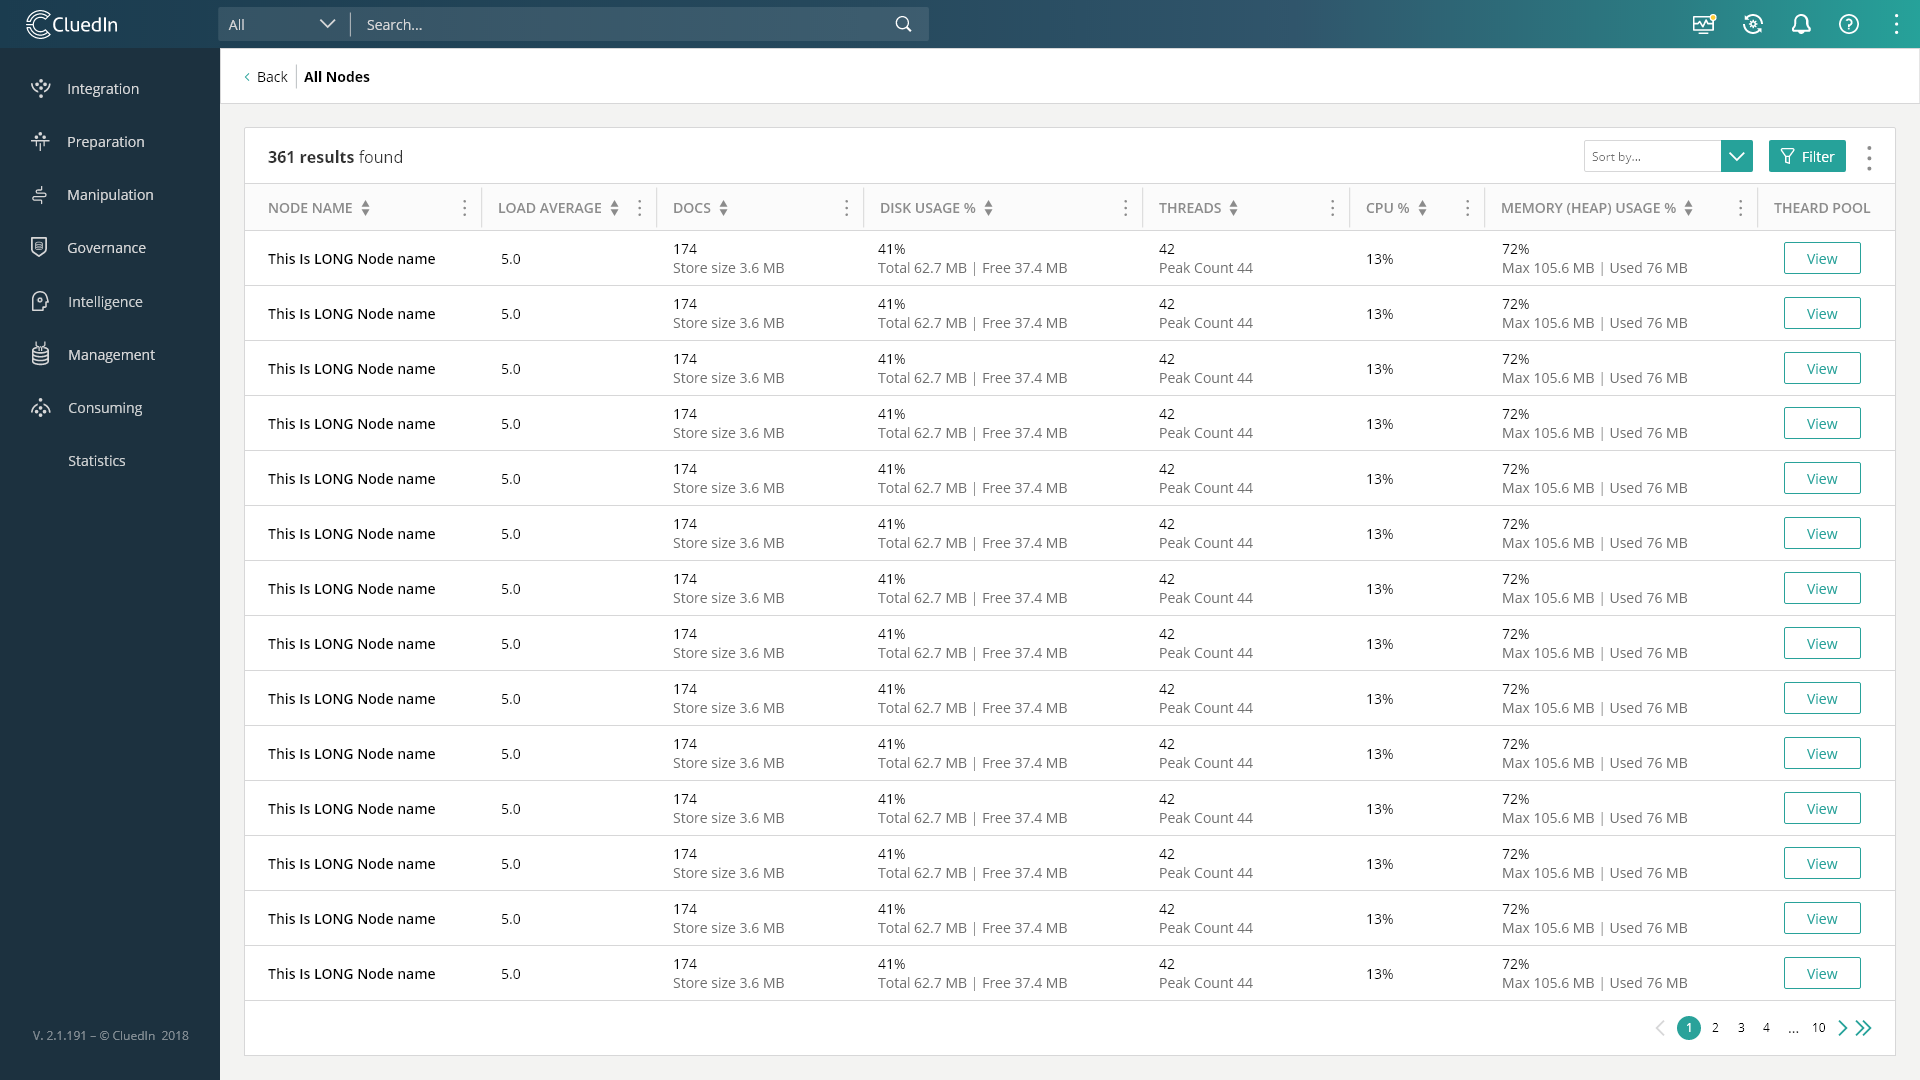 CluedIn
All
Search...
Integration
Preparation
Manipulation
Governance
Intelligence
Management
Consuming
Statistics
V. 2.1.191 – © CluedIn 2018
Back
All Nodes
361 results found
Sort by...
Filter
NODE NAME LOAD AVERAGE DOCS DISK USAGE % THREADS CPU % MEMORY (HEAP) USAGE % THEARD POOL
174 41% 42 72%
This Is LONG Node name 5.0 13% View
Store size 3.6 MB Total 62.7 MB | Free 37.4 MB Peak Count 44 Max 105.6 MB | Used 76 MB
174 41% 42 72%
This Is LONG Node name 5.0 13% View
Store size 3.6 MB Total 62.7 MB | Free 37.4 MB Peak Count 44 Max 105.6 MB | Used 76 MB
174 41% 42 72%
This Is LONG Node name 5.0 13% View
Store size 3.6 MB Total 62.7 MB | Free 37.4 MB Peak Count 44 Max 105.6 MB | Used 76 MB
174 41% 42 72%
This Is LONG Node name 5.0 13% View
Store size 3.6 MB Total 62.7 MB | Free 37.4 MB Peak Count 44 Max 105.6 MB | Used 76 MB
174 41% 42 72%
This Is LONG Node name 5.0 13% View
Store size 3.6 MB Total 62.7 MB | Free 37.4 MB Peak Count 44 Max 105.6 MB | Used 76 MB
174 41% 42 72%
This Is LONG Node name 5.0 13% View
Store size 3.6 MB Total 62.7 MB | Free 37.4 MB Peak Count 44 Max 105.6 MB | Used 76 MB
174 41% 42 72%
This Is LONG Node name 5.0 13% View
Store size 3.6 MB Total 62.7 MB | Free 37.4 MB Peak Count 44 Max 105.6 MB | Used 76 MB
174 41% 42 72%
This Is LONG Node name 5.0 13% View
Store size 3.6 MB Total 62.7 MB | Free 37.4 MB Peak Count 44 Max 105.6 MB | Used 76 MB
174 41% 42 72%
This Is LONG Node name 5.0 13% View
Store size 3.6 MB Total 62.7 MB | Free 37.4 MB Peak Count 44 Max 105.6 MB | Used 76 MB
174 41% 42 72%
This Is LONG Node name 5.0 13% View
Store size 3.6 MB Total 62.7 MB | Free 37.4 MB Peak Count 44 Max 105.6 MB | Used 76 MB
174 41% 42 72%
This Is LONG Node name 5.0 13% View
Store size 3.6 MB Total 62.7 MB | Free 37.4 MB Peak Count 44 Max 105.6 MB | Used 76 MB
174 41% 42 72%
This Is LONG Node name 5.0 13% View
Store size 3.6 MB Total 62.7 MB | Free 37.4 MB Peak Count 44 Max 105.6 MB | Used 76 MB
174 41% 42 72%
This Is LONG Node name 5.0 13% View
Store size 3.6 MB Total 62.7 MB | Free 37.4 MB Peak Count 44 Max 105.6 MB | Used 76 MB
174 41% 42 72%
This Is LONG Node name 5.0 13% View
Store size 3.6 MB Total 62.7 MB | Free 37.4 MB Peak Count 44 Max 105.6 MB | Used 76 MB
1 2 3 4 ... 10